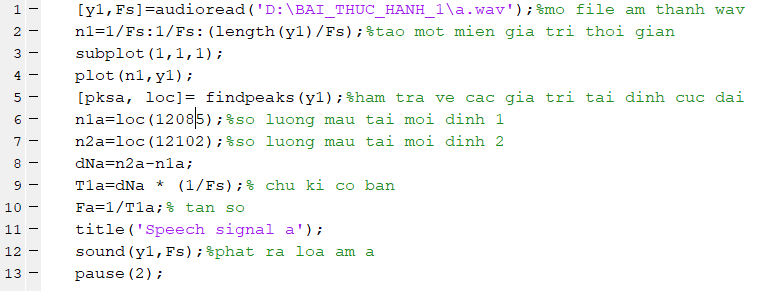 1 – [y1,Fs]=audioread('D:\BAI_THUC_HANH_1\a.wav');%mo file am thanh wav
2 – n1=1/Fs:1/Fs:(length(y1)/Fs);%tao mot mien gia tri thoi gian
3 – subplot(1,1,1);
4 – plot(n1,y1);
5 – [pksa, loc]= findpeaks(y1);%ham tra ve cac gia tri tai dinh cuc dai
6 – n1a=loc(12085);%so luong mau tai moi dinh 1
7 – n2a=loc(12102);%so luong mau tai moi dinh 2
8 – dNa=n2a-n1a;
9 – T1a=dNa * (1/Fs);% chu ki co ban
10 – Fa=1/T1a;% tan so
11 – title('Speech signal a');
12 – sound(y1,Fs);%phat ra loa am a
13 – pause(2);